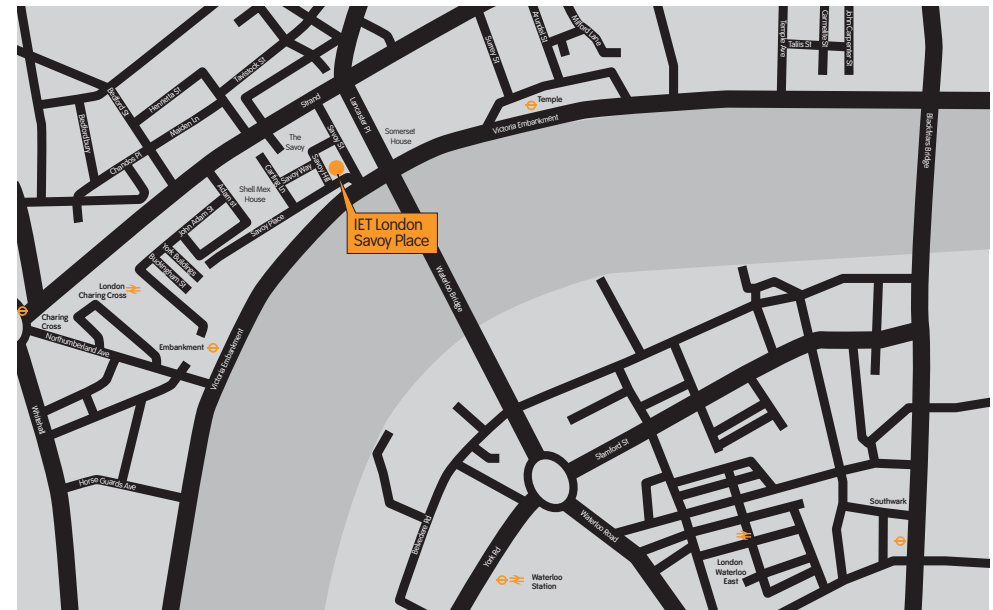 Surrey St
Arundel St
Milford Lane
Temple Ave
Tallis St
Carmelite St
John Carpenter St
Tavistock St
Bedford St
Henrietta St
Maiden Ln
Bedfordbury
Chandos Pl
Strand
Lancaster Pl
Temple
Victoria Embankment
Blackfriars Bridge
The
Savoy
Savoy St
Somerset
House
Savoy Hill
Savoy Way
Carting Ln
Shell Mex
House
Adam st
Savoy Place
John Adam St
IET London
Savoy Place
York Buildings
Buckingham St
Waterloo Bridge
London
Charing Cross
Charing
Cross
Northumberland Ave
Embankment
Victoria Embankment
Whitehall
Horse Guards Ave
Stamford St
Belvedere Rd
York Rd
Waterloo Road
Southwark
London
Waterloo
East
Waterloo
Station